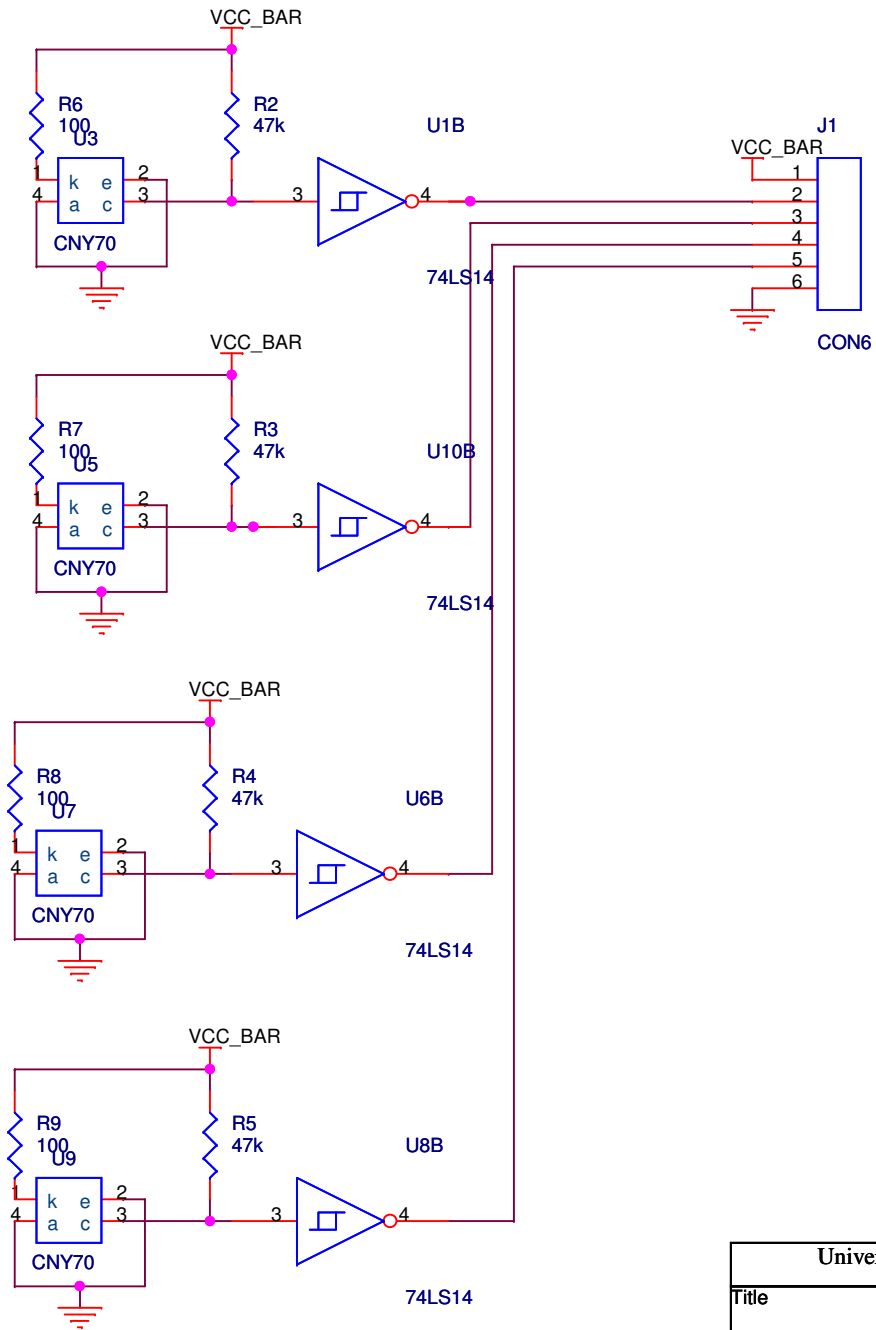 VCC_BAR
R6
100
R2
47k
U3
U1B
1
4
k e
a c
2
3
3
4
CNY70
74LS14
J1
VCC_BAR
1
2
3
4
5
6
CON6
VCC_BAR
R7
100
R3
47k
U5
U10B
1
4
k e
a c
2
3
3
4
CNY70
74LS14
VCC_BAR
R8
100
R4
47k
U7
U6B
1
4
k e
a c
2
3
3
4
CNY70
74LS14
VCC_BAR
R9
100
R5
47k
U9
U8B
1
4
k e
a c
2
3
3
4
CNY70
74LS14
Title